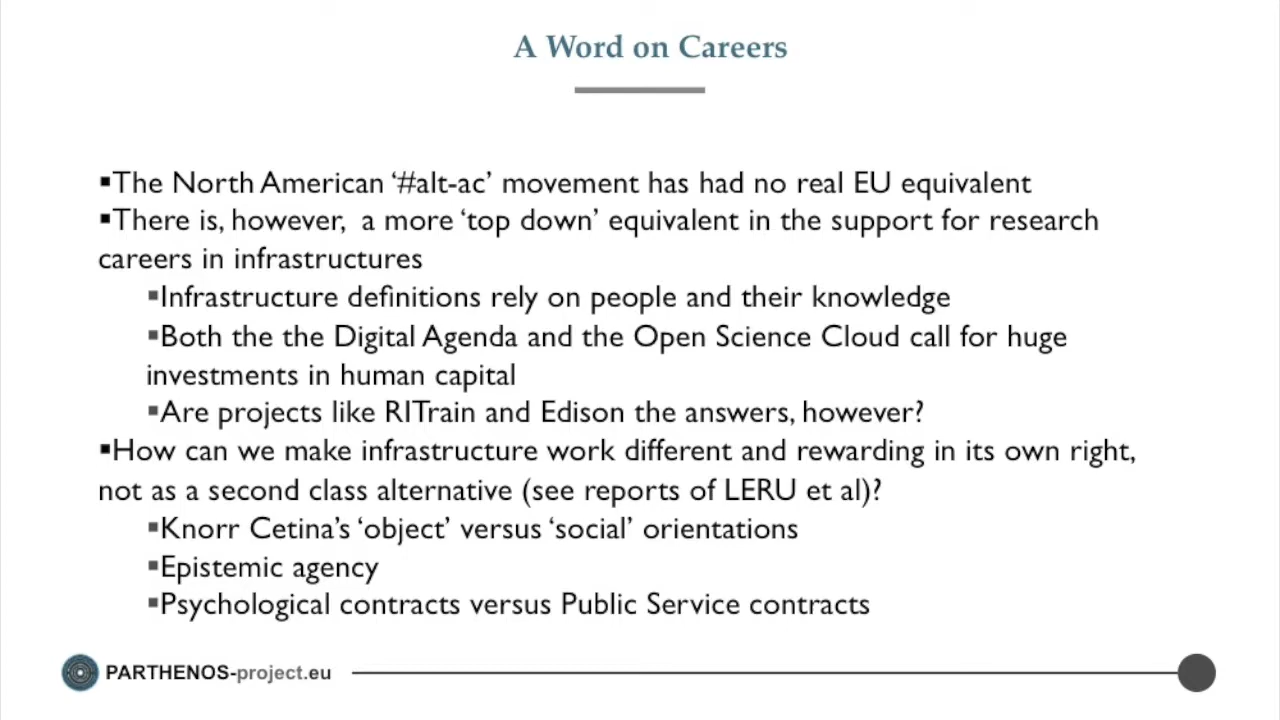 A Word on Careers
▪The North American ‘#alt-ac’ movement has had no real EU equivalent
▪There is, however, a more ‘top down’ equivalent in the support for research
careers in infrastructures
▪Infrastructure definitions rely on people and their knowledge
▪Both the the Digital Agenda and the Open Science Cloud call for huge
investments in human capital
▪Are projects like RITrain and Edison the answers, however?
▪How can we make infrastructure work different and rewarding in its own right,
not as a second class alternative (see reports of LERU et al)?
▪Knorr Cetina’s ‘object’ versus ‘social’ orientations
▪Epistemic agency
▪Psychological contracts versus Public Service contracts
PARTHENOS-project.eu